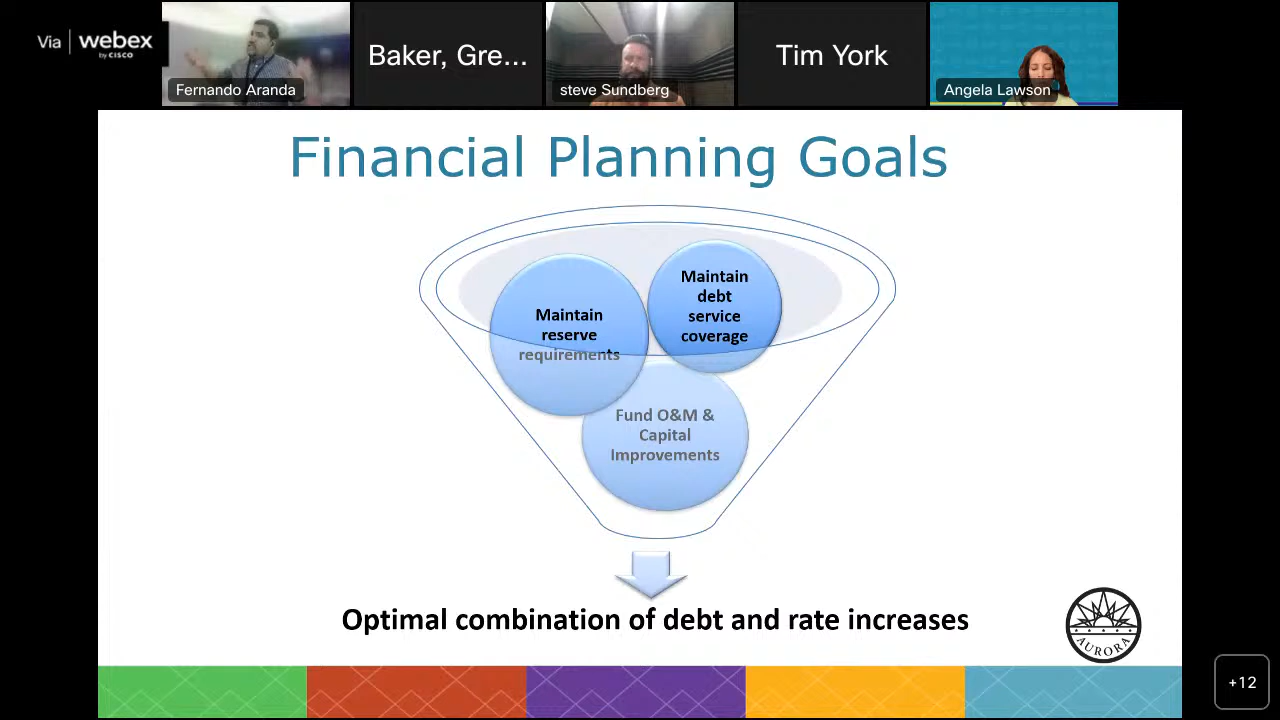 Via webex
by CISCO
Fernando Aranda
Baker, Gre...
steve Sundberg
Tim York
Angela Lawson
Financial Planning Goals
Maintain
reserve
requirements
Maintain
debt
service
coverage
Fund O&M &
Capital
Improvements
Optimal combination of debt and rate increases
AURORA
+12